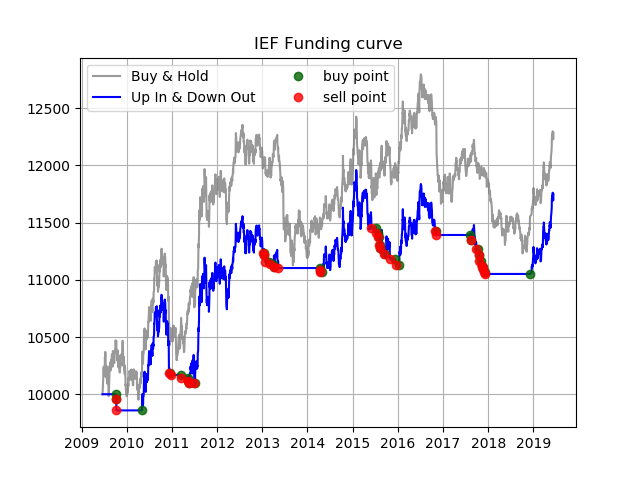 IEF Funding curve
Buy & Hold
Up In & Down Out
buy point
sell point
12500
12000
11500
11000
10500
10000
2009 2010 2011 2012 2013 2014 2015 2016 2017 2018 2019